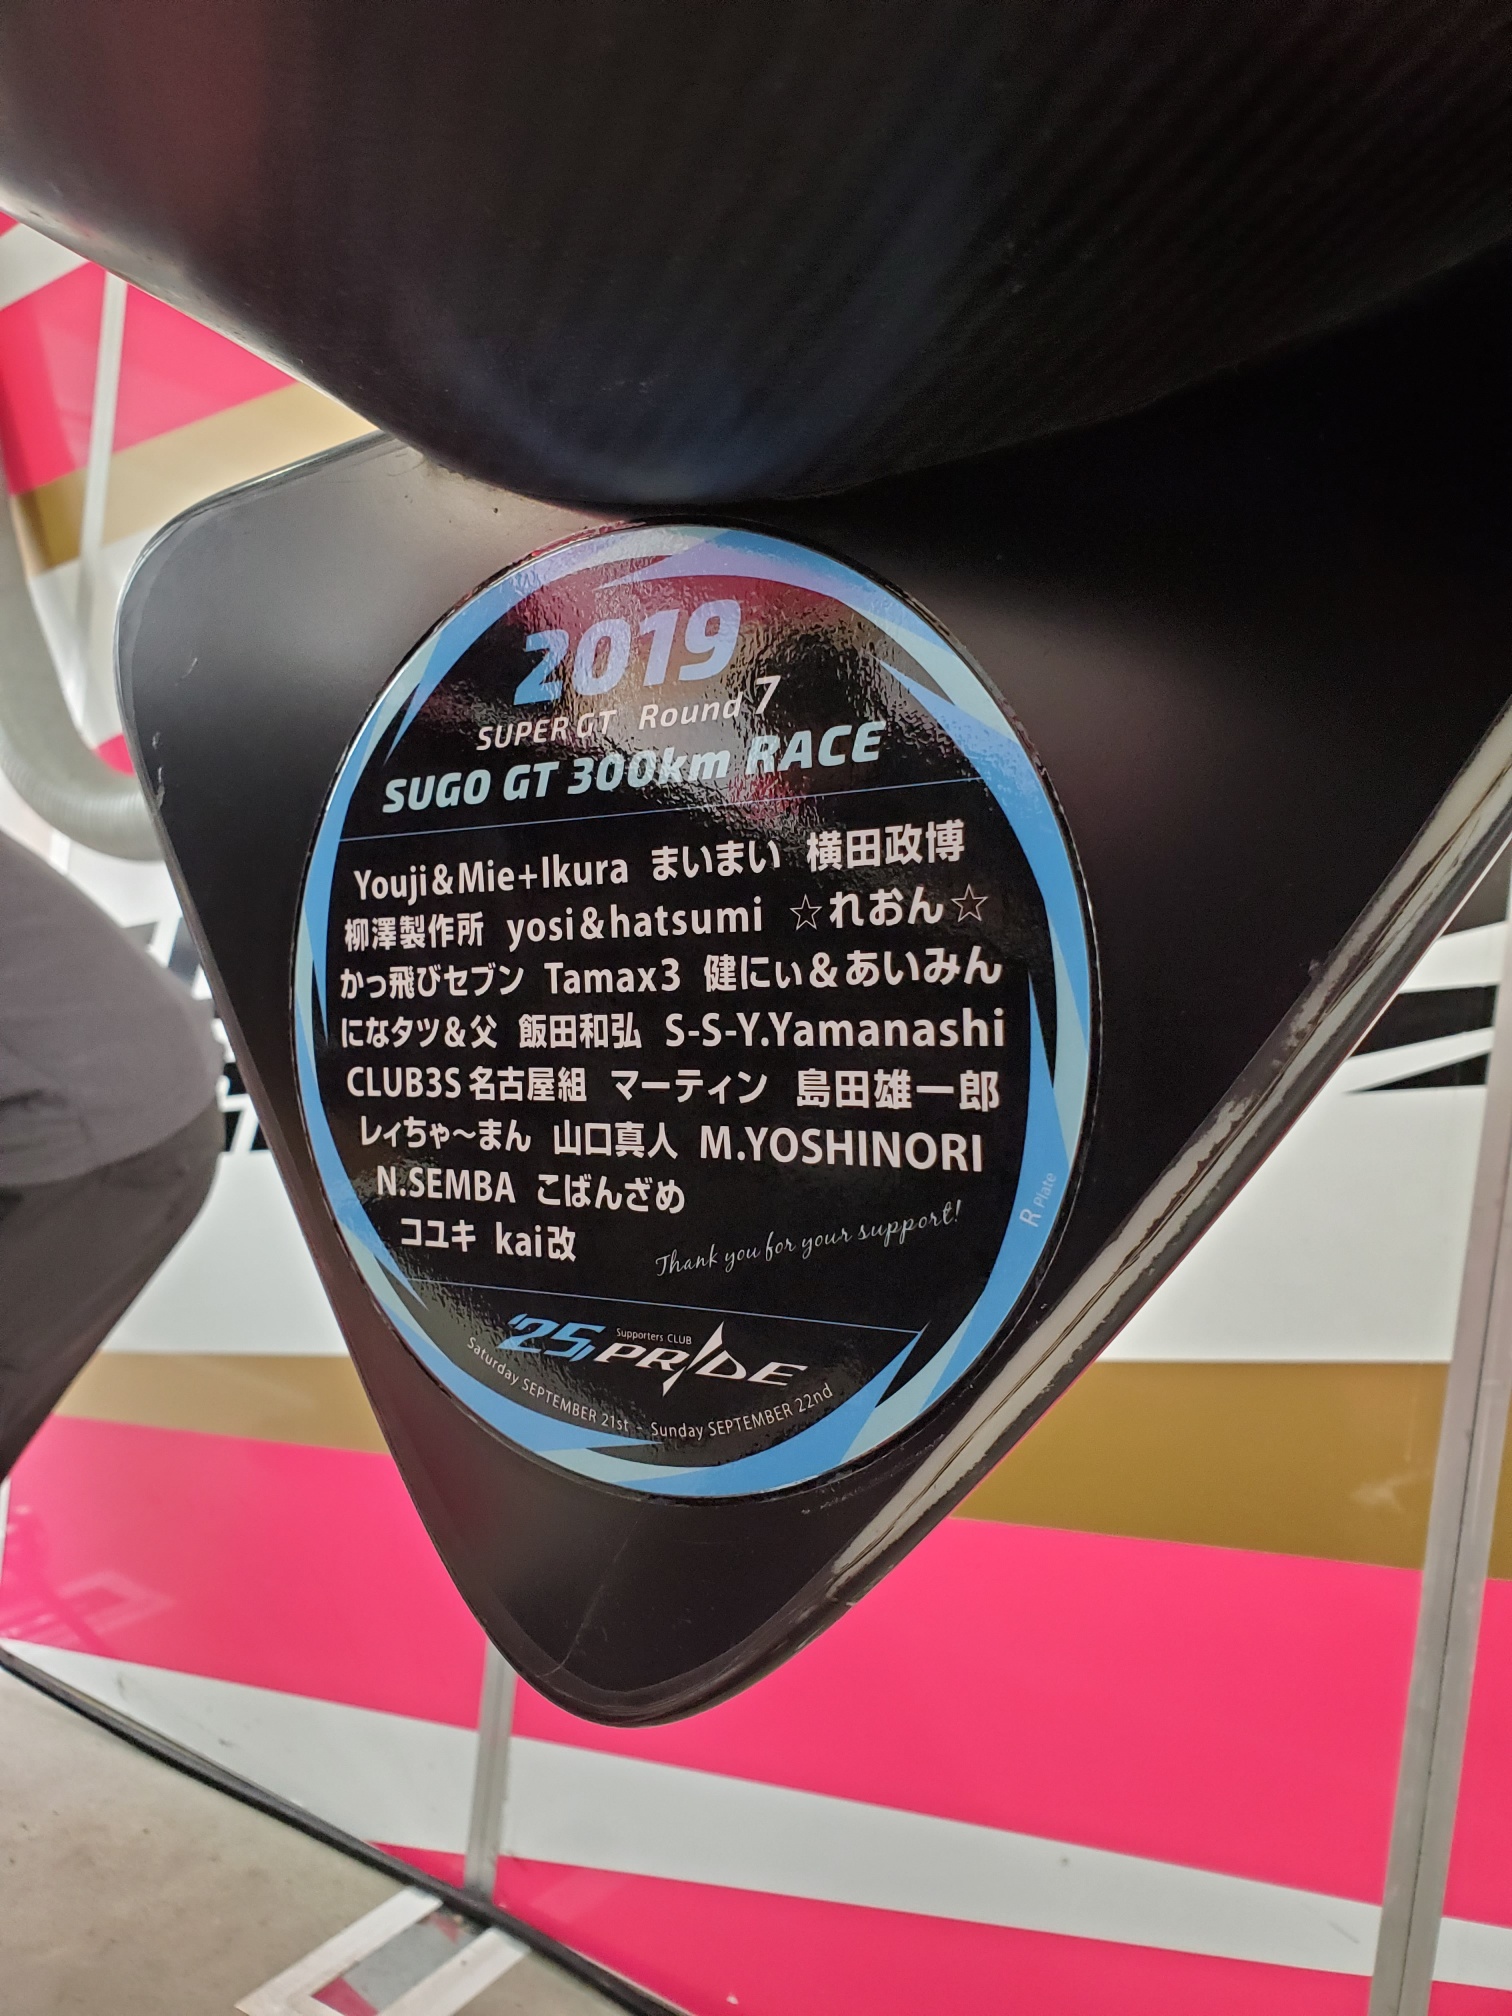 2019
SUPER GT Round 7
SUGO GT 300km RACE
Youji&Mie+Ikura まいまい 横田政博
柳澤製作所 yosi&hatsumi ☆れおん☆
かっ飛びセブン Tamax3 健にぃ&あいみん
になタツ&父 飯田和弘 S-S-Y.Yamanashi
CLUB3S 名古屋組 マーティン 島田雄一郎
レィちゃ～まん 山口真人 M.YOSHINORI
N.SEMBA こばんざめ
コユキ kai改
Thank you for your support!
R Plate
'25, Supporters CLUB PRIDE
Saturday SEPTEMBER 21st - Sunday SEPTEMBER 22nd